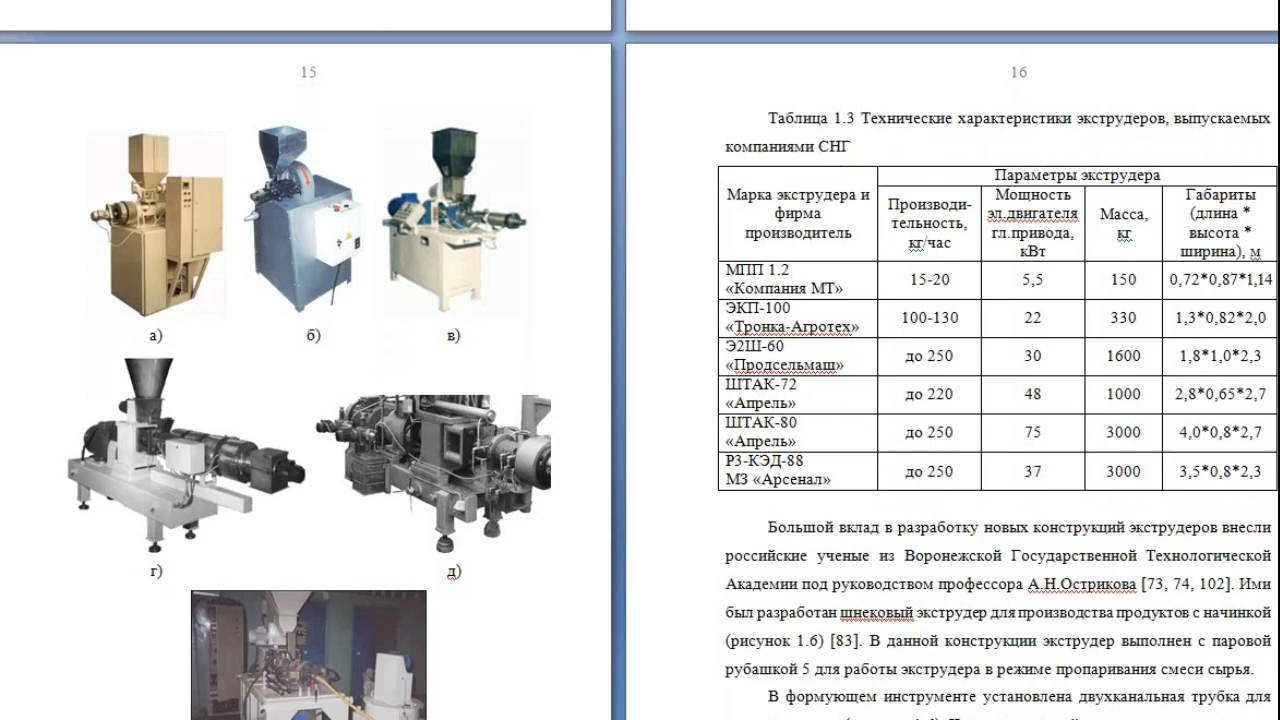 15
а)
б)
в)
г)
д)
16
Таблица 1.3 Технические характеристики экструдеров, выпускаемых
компаниями СНГ
Марка экструдера и
фирма
производитель
Параметры экструдера
Производи-
тельность,
кг/час
Мощность
эл.двигателя
гл.привода,
кВт
Масса,
кг
Габариты
(длина *
высота *
ширина), м
МПП 1.2
«Компания МТ»
15-20
5,5
150
0,72*0,87*1,14
ЭКП-100
«Тронка-Агротех»
100-130
22
330
1,3*0,82*2,0
Э2Ш-60
«Продсельмаш»
до 250
30
1600
1,8*1,0*2,3
ШТАК-72
«Апрель»
до 220
48
1000
2,8*0,65*2,7
ШТАК-80
«Апрель»
до 250
75
3000
4,0*0,8*2,7
РЗ-КЭД-88
МЗ «Арсенал»
до 250
37
3000
3,5*0,8*2,3
Большой вклад в разработку новых конструкций экструдеров внесли
российские ученые из Воронежской Государственной Технологической
Академии под руководством профессора А.Н.Острикова [73, 74, 102]. Ими
был разработан шнековый экструдер для производства продуктов с начинкой
(рисунок 1.6) [83]. В данной конструкции экструдер выполнен с паровой
рубашкой 5 для работы экструдера в режиме пропаривания смеси сырья.
В формующем инструменте установлена двухканальная трубка для